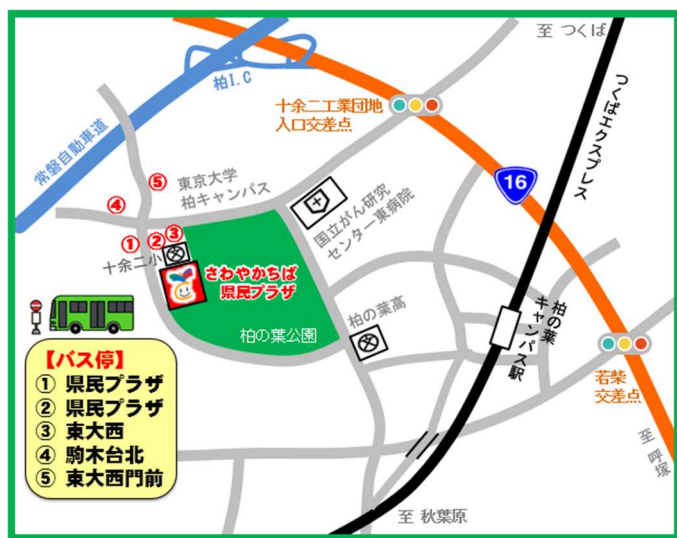 至 つくば
柏I.C
つくばエクスプレス
十余二工業団地
入口交差点
常磐自動車道
16
⑤
東京大学
柏キャンパス
④
国立がん研究
センター東病院
①
②
③
十余二小
さわやかちば
県民プラザ
柏の葉高
柏の葉公園
柏の葉
キャンパス駅
若柴
交差点
【バス停】
① 県民プラザ
② 県民プラザ
③ 東大西
④ 駒木台北
⑤ 東大西門前
至 呼塚
至 秋葉原